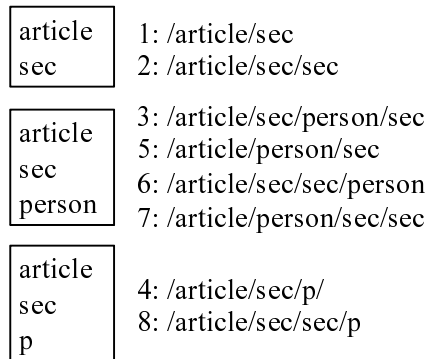 article
sec
1: /article/sec
2: /article/sec/sec
article
sec
person
3: /article/sec/person/sec
5: /article/person/sec
6: /article/sec/sec/person
7: /article/person/sec/sec
article
sec
p
4: /article/sec/p/
8: /article/sec/sec/p